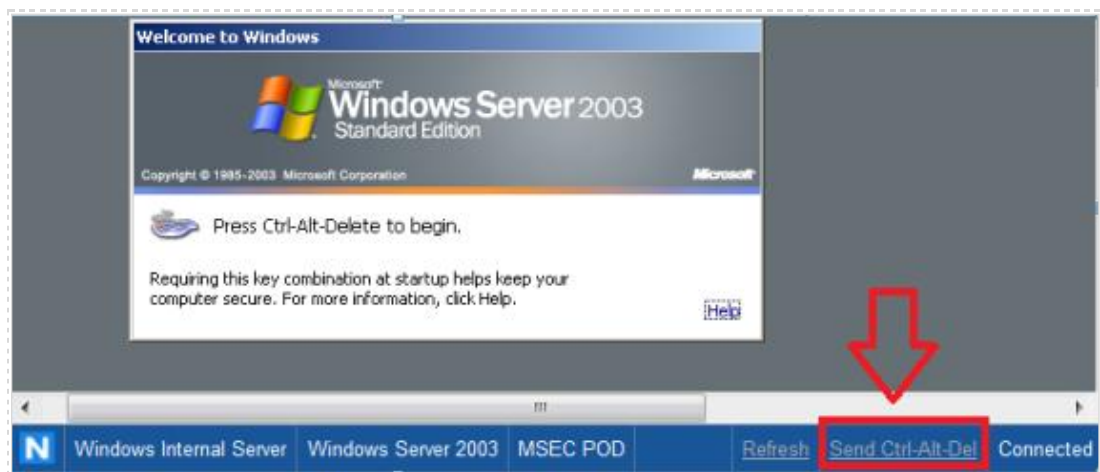 Welcome to Windows
Microsoft
Windows Server 2003
Standard Edition
Copyright © 1985-2003 Microsoft Corporation
Microsoft
Press Ctrl-Alt-Delete to begin.
Requiring this key combination at startup helps keep your
computer secure. For more information, click Help.
Help
N Windows Internal Server Windows Server 2003 MSEC POD Refresh Send Ctrl-Alt-Del Connected